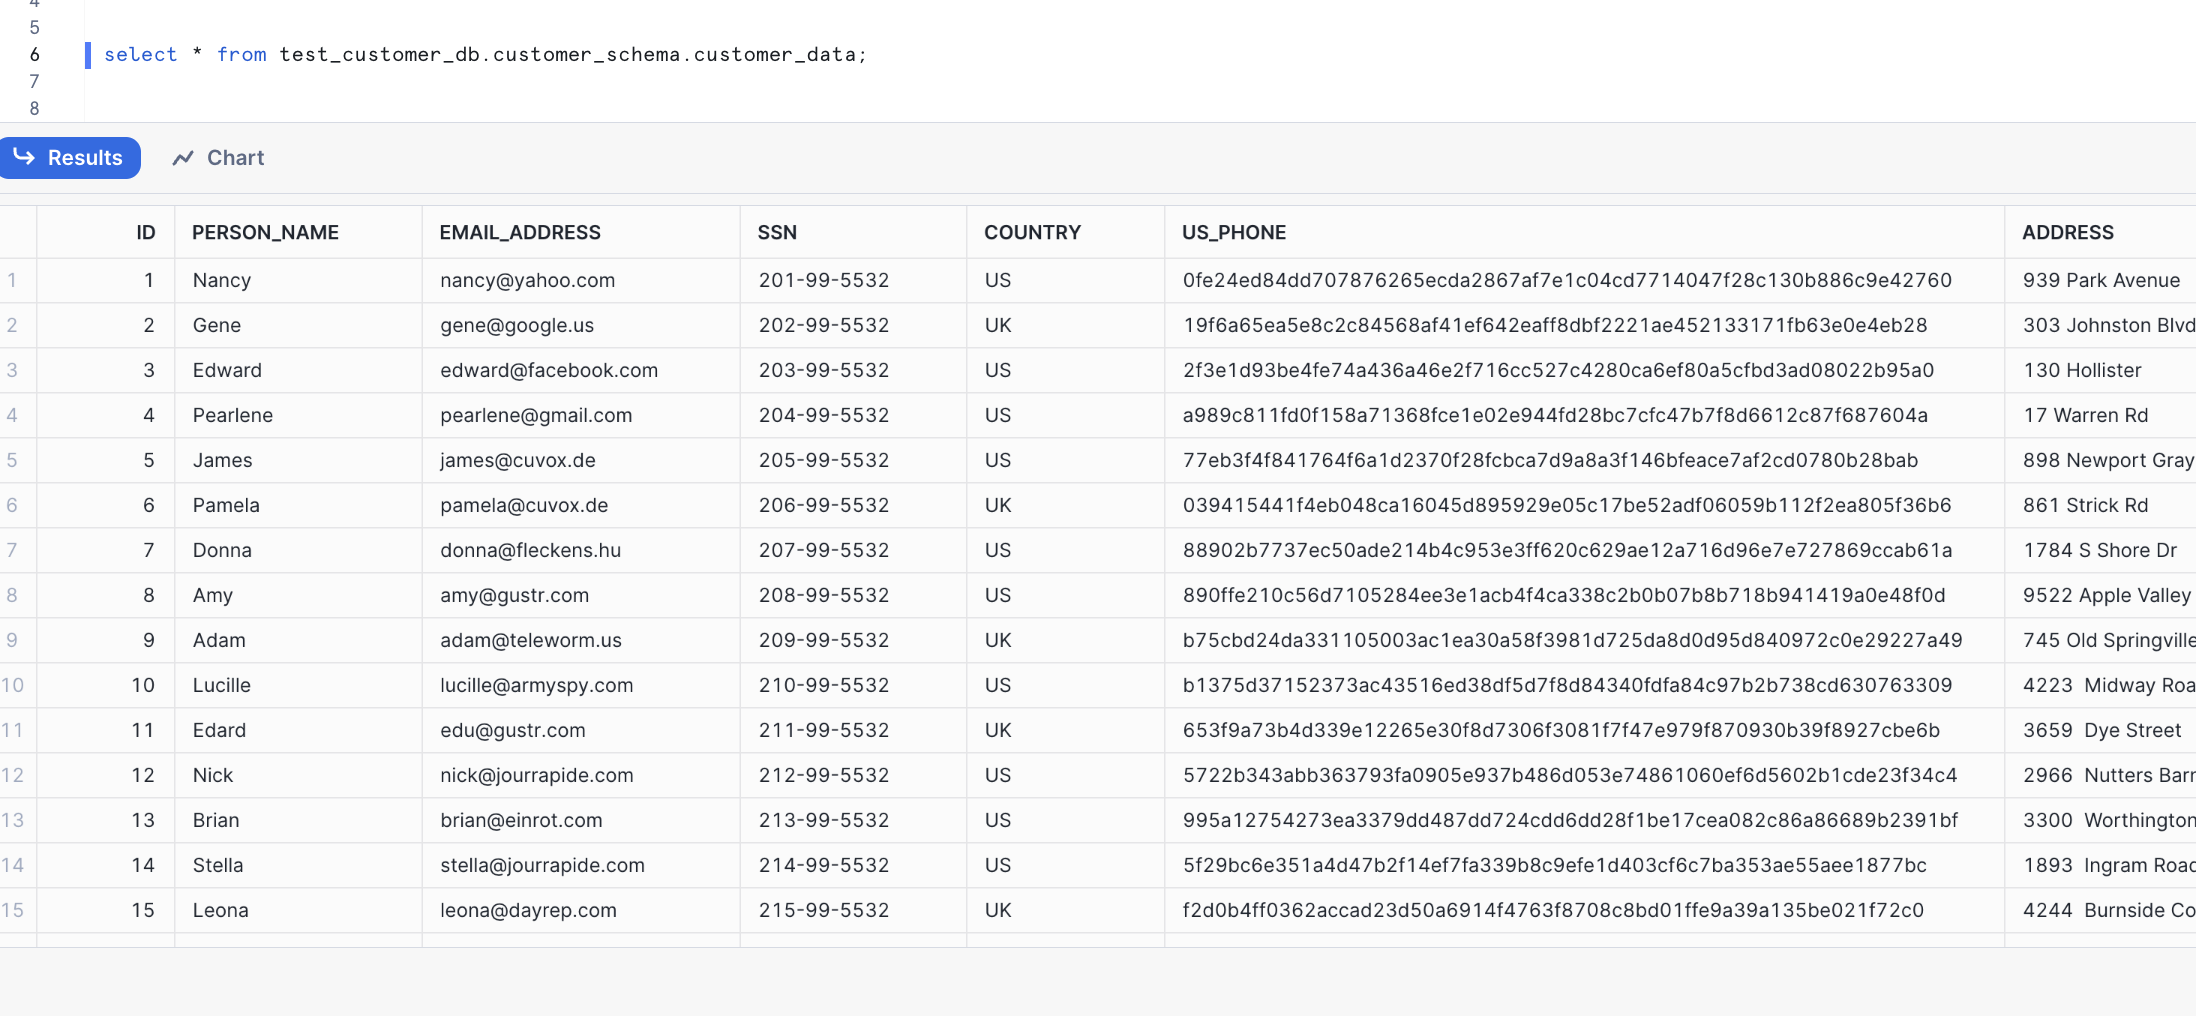 4
5
6 select * from test_customer_db.customer_schema.customer_data;
7
8
Results Chart
ID PERSON_NAME EMAIL_ADDRESS SSN COUNTRY US_PHONE ADDRESS
1 1 Nancy nancy@yahoo.com 201-99-5532 US 0fe24ed84dd707876265ecda2867af7e1c04cd7714047f28c130b886c9e42760 939 Park Avenue
2 2 Gene gene@google.us 202-99-5532 UK 19f6a65ea5e8c2c84568af41ef642eaff8dbf2221ae452133171fb63e0e4eb28 303 Johnston Blvd
3 3 Edward edward@facebook.com 203-99-5532 US 2f3e1d93be4fe74a436a46e2f716cc527c4280ca6ef80a5cfbd3ad08022b95a0 130 Hollister
4 4 Pearlene pearlene@gmail.com 204-99-5532 US a989c811fd0f158a71368fce1e02e944fd28bc7cfc47b7f8d6612c87f687604a 17 Warren Rd
5 5 James james@cuvox.de 205-99-5532 US 77eb3f4f841764f6a1d2370f28fcbca7d9a8a3f146bfeace7af2cd0780b28bab 898 Newport Gray
6 6 Pamela pamela@cuvox.de 206-99-5532 UK 039415441f4eb048ca16045d895929e05c17be52adf06059b112f2ea805f36b6 861 Strick Rd
7 7 Donna donna@fleckens.hu 207-99-5532 US 88902b7737ec50ade214b4c953e3ff620c629ae12a716d96e7e727869ccab61a 1784 S Shore Dr
8 8 Amy amy@gustr.com 208-99-5532 US 890ffe210c56d7105284ee3e1acb4f4ca338c2b0b07b8b718b941419a0e48f0d 9522 Apple Valley
9 9 Adam adam@teleworm.us 209-99-5532 UK b75cbd24da331105003ac1ea30a58f3981d725da8d0d95d840972c0e29227a49 745 Old Springville
10 10 Lucille lucille@armyspy.com 210-99-5532 US b1375d37152373ac43516ed38df5d7f8d84340fdfa84c97b2b738cd630763309 4223 Midway Roa
11 11 Edard edu@gustr.com 211-99-5532 UK 653f9a73b4d339e12265e30f8d7306f3081f7f47e979f870930b39f8927cbe6b 3659 Dye Street
12 12 Nick nick@jourrapide.com 212-99-5532 US 5722b343abb363793fa0905e937b486d053e74861060ef6d5602b1cde23f34c4 2966 Nutters Barn
13 13 Brian brian@einrot.com 213-99-5532 US 995a12754273ea3379dd487dd724cdd6dd28f1be17cea082c86a86689b2391bf 3300 Worthington
14 14 Stella stella@jourrapide.com 214-99-5532 US 5f29bc6e351a4d47b2f14ef7fa339b8c9efe1d403cf6c7ba353ae55aee1877bc 1893 Ingram Road
15 15 Leona leona@dayrep.com 215-99-5532 UK f2d0b4ff0362accad23d50a6914f4763f8708c8bd01ffe9a39a135be021f72c0 4244 Burnside Co